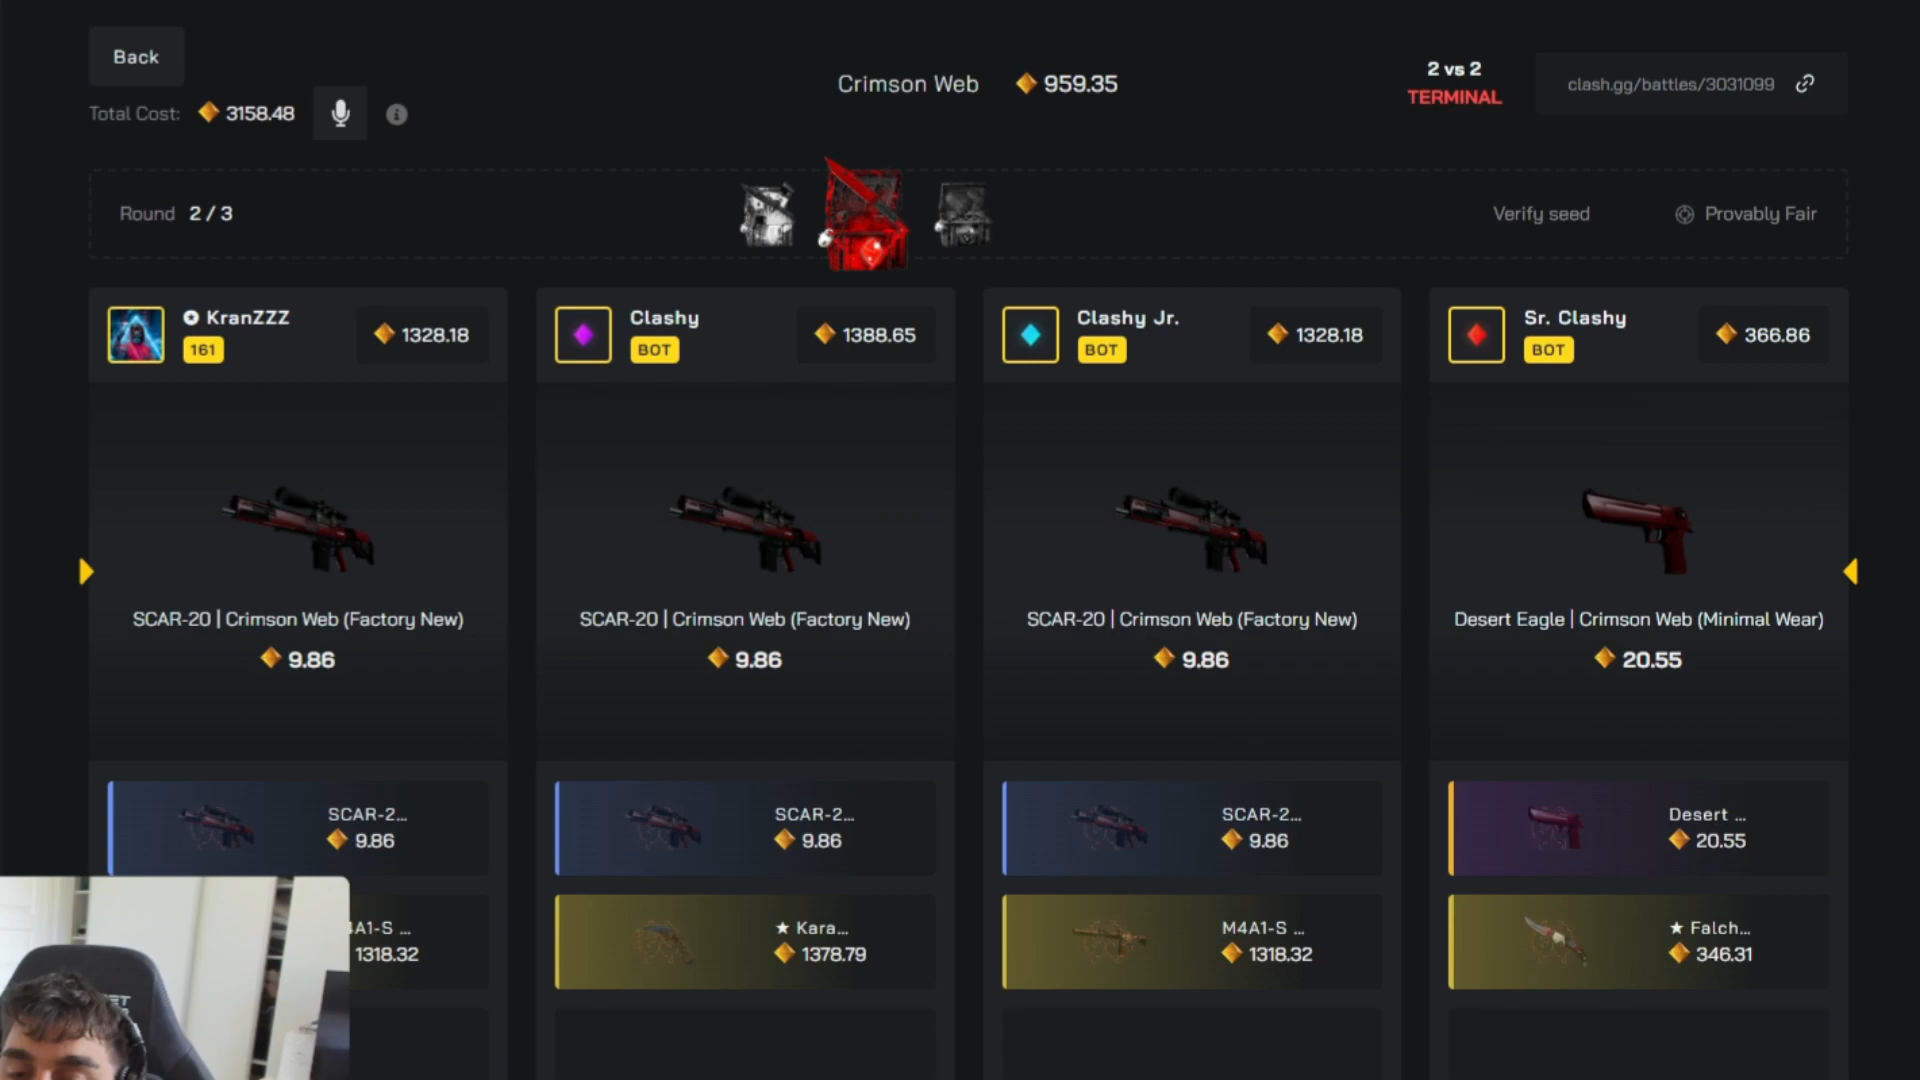 Back
Total Cost: 3158.48
Crimson Web 959.35
2 vs 2
TERMINAL
clash.gg/battles/3031099
Round 2 / 3
Verify seed
Provably Fair
KranZZZ
161
1328.18
Clashy
BOT
1388.65
Clashy Jr.
BOT
1328.18
Sr. Clashy
BOT
366.86
SCAR-20 | Crimson Web (Factory New)
9.86
SCAR-20 | Crimson Web (Factory New)
9.86
SCAR-20 | Crimson Web (Factory New)
9.86
Desert Eagle | Crimson Web (Minimal Wear)
20.55
SCAR-2...
9.86
SCAR-2...
9.86
SCAR-2...
9.86
Desert ...
20.55
A1-S ...
1318.32
★ Kara...
1378.79
M4A1-S ...
1318.32
★ Falch...
346.31